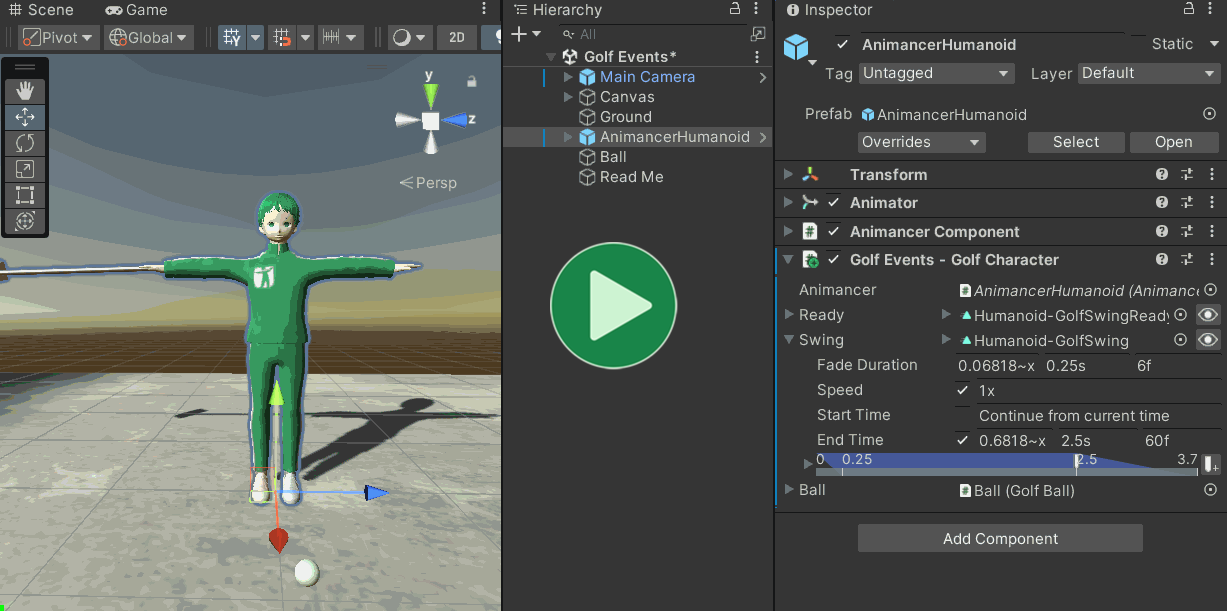 Scene
Game
Pivot
Global
2D
y
z
Persp
Hierarchy
All
Golf Events*
Main Camera
Canvas
Ground
AnimancerHumanoid
Ball
Read Me
Inspector
AnimancerHumanoid
Static
Tag Untagged
Layer Default
Prefab AnimancerHumanoid
Overrides
Select
Open
Transform
Animator
Animancer Component
Golf Events - Golf Character
Animancer AnimancerHumanoid (Animance
Ready Humanoid-GolfSwingReady
Swing Humanoid-GolfSwing
Fade Duration 0.06818~x 0.25s 6f
Speed 1x
Start Time Continue from current time
End Time 0.6818~x 2.5s 60f
0 0.25 2.5 3.7
Ball Ball (Golf Ball)
Add Component